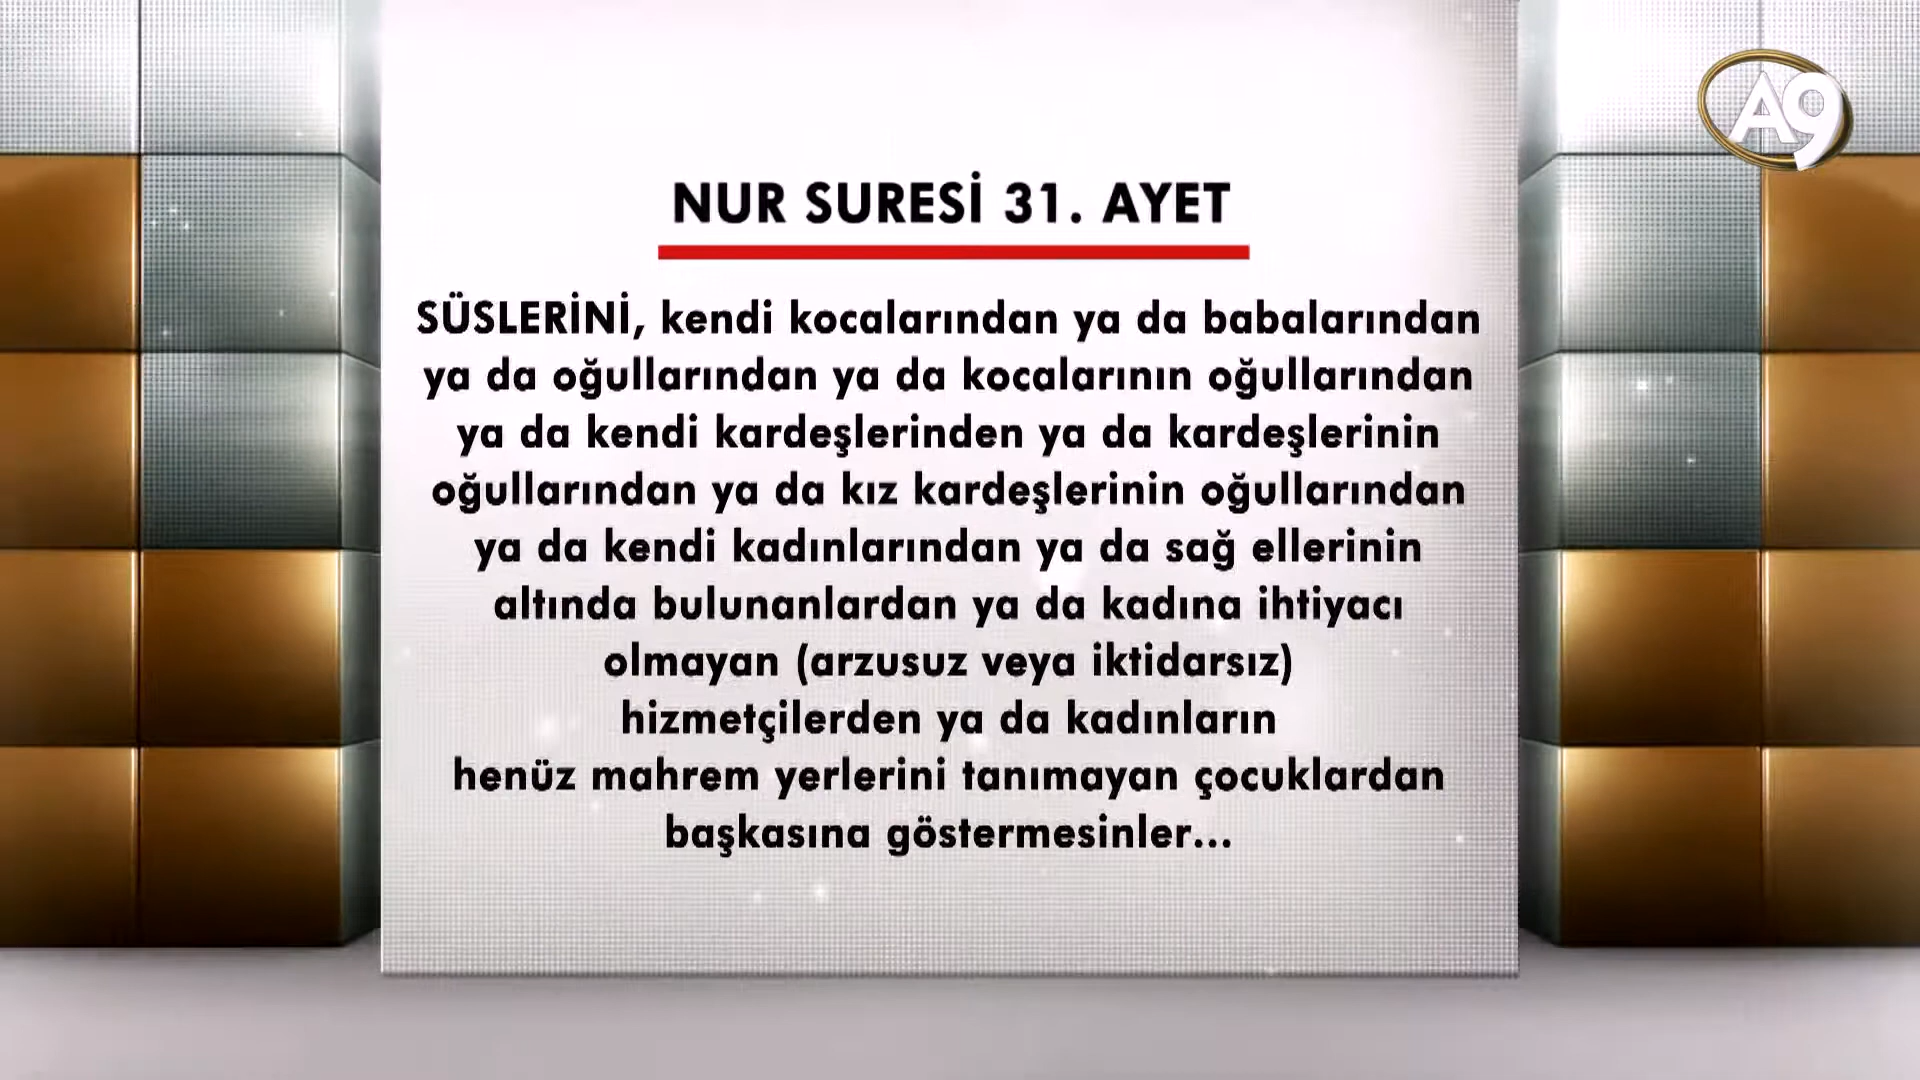 A9
NUR SURESİ 31. AYET
SÜSLERİNİ, kendi kocalarından ya da babalarından
ya da oğullarından ya da kocalarının oğullarından
ya da kendi kardeşlerinden ya da kardeşlerinin
oğullarından ya da kız kardeşlerinin oğullarından
ya da kendi kadınlarından ya da sağ ellerinin
altında bulunanlardan ya da kadına ihtiyacı
olmayan (arzusuz veya iktidarsız)
hizmetçilerden ya da kadınların
henüz mahrem yerlerini tanımayan çocuklardan
başkasına göstermesinler...